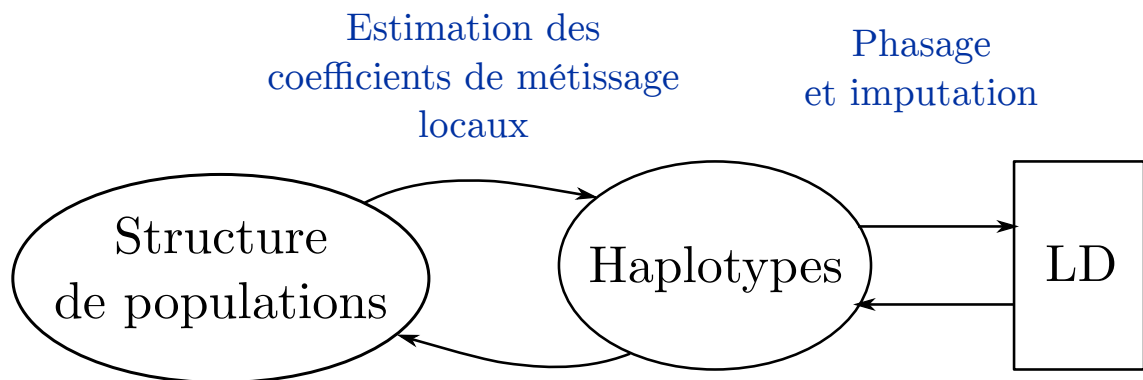 Estimation des
coefficients de métissage
locaux
Phasage
et imputation
Structure
de populations
Haplotypes
LD